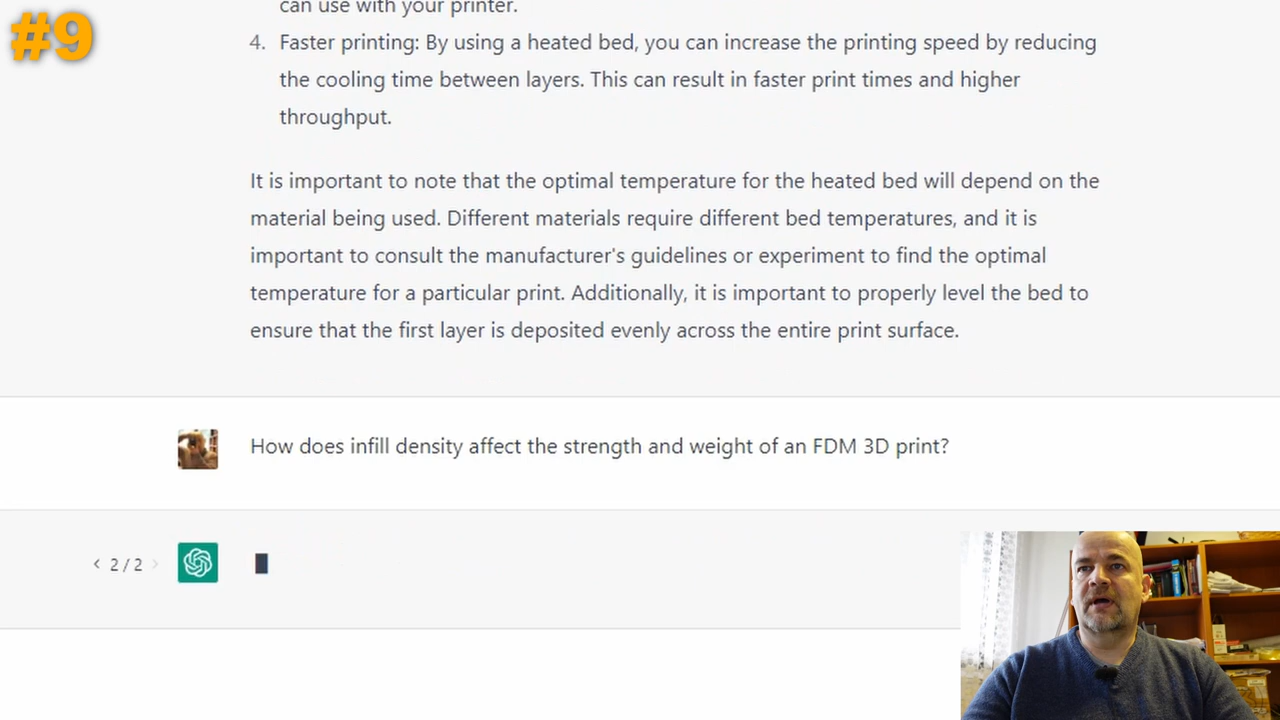 #9
can use with your printer.
4. Faster printing: By using a heated bed, you can increase the printing speed by reducing
the cooling time between layers. This can result in faster print times and higher
throughput.
It is important to note that the optimal temperature for the heated bed will depend on the
material being used. Different materials require different bed temperatures, and it is
important to consult the manufacturer's guidelines or experiment to find the optimal
temperature for a particular print. Additionally, it is important to properly level the bed to
ensure that the first layer is deposited evenly across the entire print surface.
How does infill density affect the strength and weight of an FDM 3D print?
< 2 / 2 >